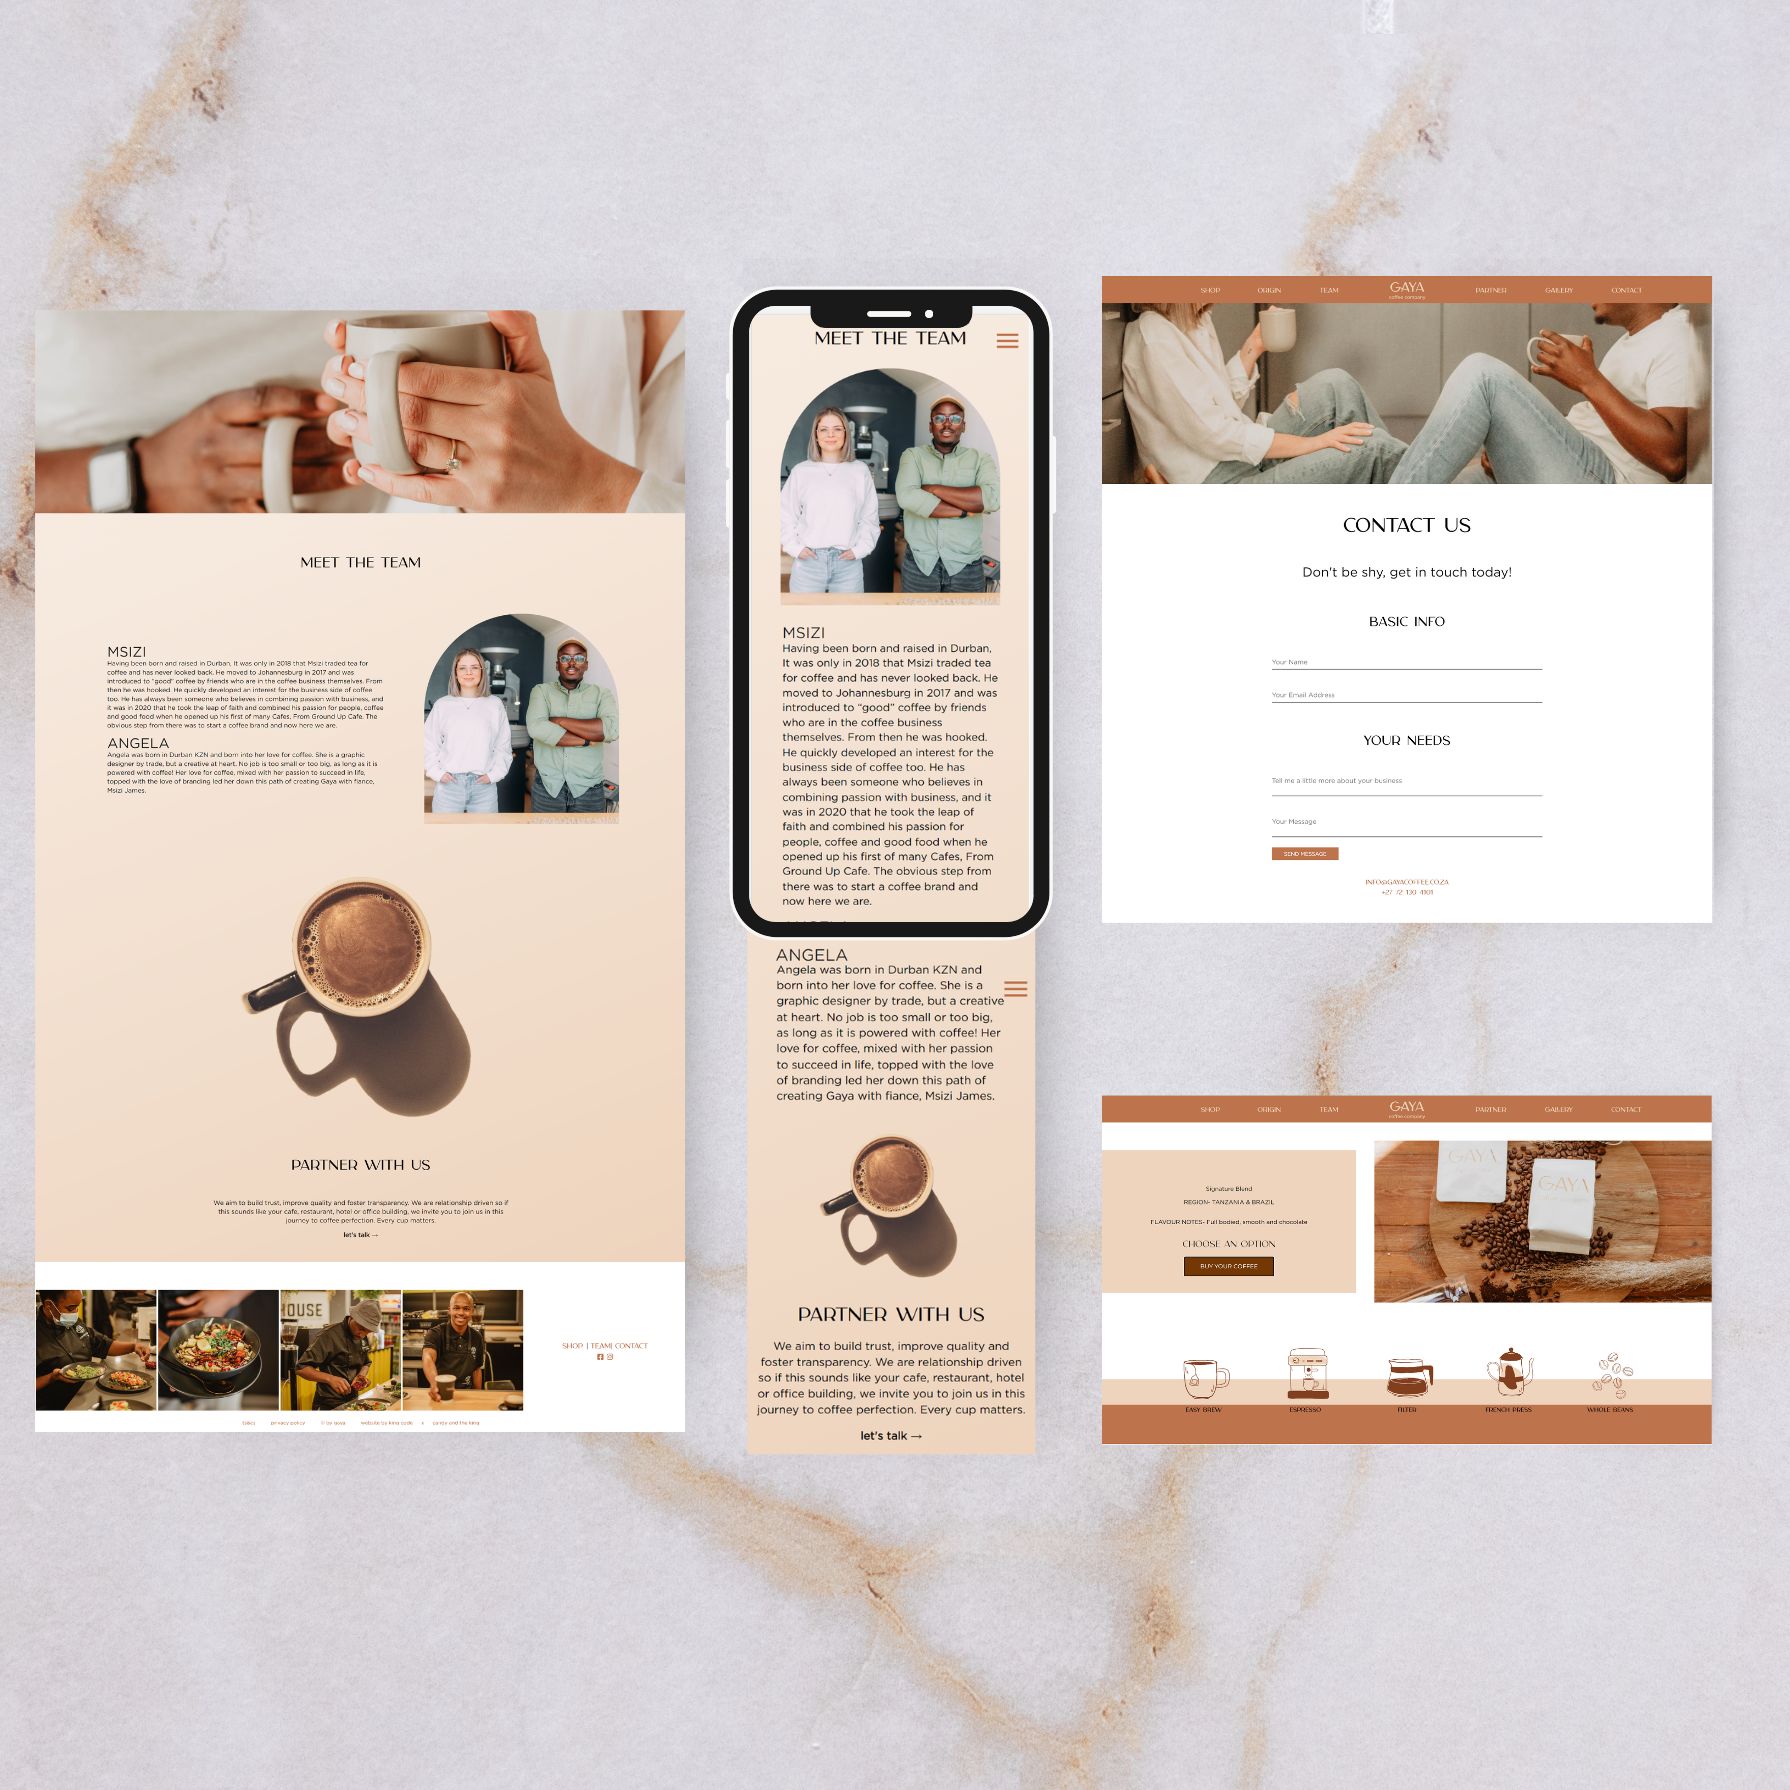 MEET THE TEAM
MSIZI
Having been born and raised in Durban, It was only in 2018 that Msizi traded tea for
coffee and has never looked back. He moved to Johannesburg in 2017 and was
introduced to “good” coffee by friends who are in the coffee business themselves. From
then he was hooked. He quickly developed an interest for the business side of coffee
too. He has always been someone who believes in combining passion with business, and
it was in 2020 that he took the leap of faith and combined his passion for people, coffee
and good food when he opened up his first of many Cafes, From Ground Up Cafe. The
obvious step from there was to start a coffee brand and now here we are.
ANGELA
Angela was born in Durban KZN and born into her love for coffee. She is a graphic
designer by trade, but a creative at heart. No job is too small or too big, as long as it is
powered with coffee! Her love for coffee, mixed with her passion to succeed in life,
topped with the love of branding led her down this path of creating Gaya with fiance,
Msizi James.
PARTNER WITH US
We aim to build trust, improve quality and foster transparency. We are relationship driven so if
this sounds like your cafe, restaurant, hotel or office building, we invite you to join us in this
journey to coffee perfection. Every cup matters.
let's talk →
HOUSE
SHOP | TEAM| CONTACT
privacy policy
website by king code x candy and the king
MEET THE TEAM
MSIZI
Having been born and raised in Durban,
It was only in 2018 that Msizi traded tea
for coffee and has never looked back. He
moved to Johannesburg in 2017 and was
introduced to “good” coffee by friends
who are in the coffee business
themselves. From then he was hooked.
He quickly developed an interest for the
business side of coffee too. He has
always been someone who believes in
combining passion with business, and it
was in 2020 that he took the leap of
faith and combined his passion for
people, coffee and good food when he
opened up his first of many Cafes, From
Ground Up Cafe. The obvious step from
there was to start a coffee brand and
now here we are.
ANGELA
Angela was born in Durban KZN and
born into her love for coffee. She is a
graphic designer by trade, but a creative
at heart. No job is too small or too big,
as long as it is powered with coffee! Her
love for coffee, mixed with her passion
to succeed in life, topped with the love
of branding led her down this path of
creating Gaya with fiance, Msizi James.
PARTNER WITH US
We aim to build trust, improve quality and
foster transparency. We are relationship driven
so if this sounds like your cafe, restaurant, hotel
or office building, we invite you to join us in this
journey to coffee perfection. Every cup matters.
let's talk →
SHOP ORIGIN TEAM GAYA PARTNER GALLERY CONTACT
coffee company
CONTACT US
Don't be shy, get in touch today!
BASIC INFO
Your Name
Your Email Address
YOUR NEEDS
Tell me a little more about your business
Your Message
SEND MESSAGE
INFO@GAYACOFFEE.CO.ZA
+27 72 139 4101
SHOP ORIGIN TEAM GAYA PARTNER GALLERY CONTACT
coffee company
Signature Blend
REGION- TANZANIA & BRAZIL
FLAVOUR NOTES- Full bodied, smooth and chocolate
CHOOSE AN OPTION
BUY YOUR COFFEE
GAYA
GAYA
EASY BREW ESPRESSO FILTER FRENCH PRESS WHOLE BEANS